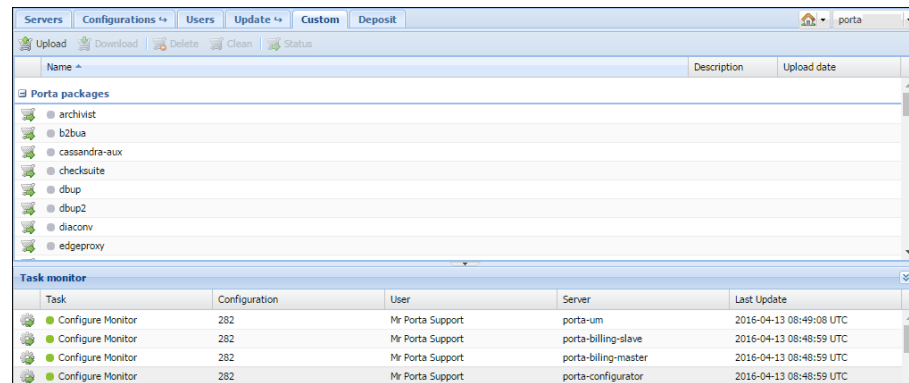 Servers Configurations ↪ Users Update ↪ Custom Deposit porta
Upload Download Delete Clean Status
Name Description Upload date
Porta packages
archivist
b2bua
cassandra-aux
checksuite
dbup
dbup2
diaconv
edgeproxy
Task monitor
Task Configuration User Server Last Update
Configure Monitor 282 Mr Porta Support porta-um 2016-04-13 08:49:08 UTC
Configure Monitor 282 Mr Porta Support porta-billing-slave 2016-04-13 08:48:59 UTC
Configure Monitor 282 Mr Porta Support porta-biling-master 2016-04-13 08:48:59 UTC
Configure Monitor 282 Mr Porta Support porta-configurator 2016-04-13 08:48:59 UTC